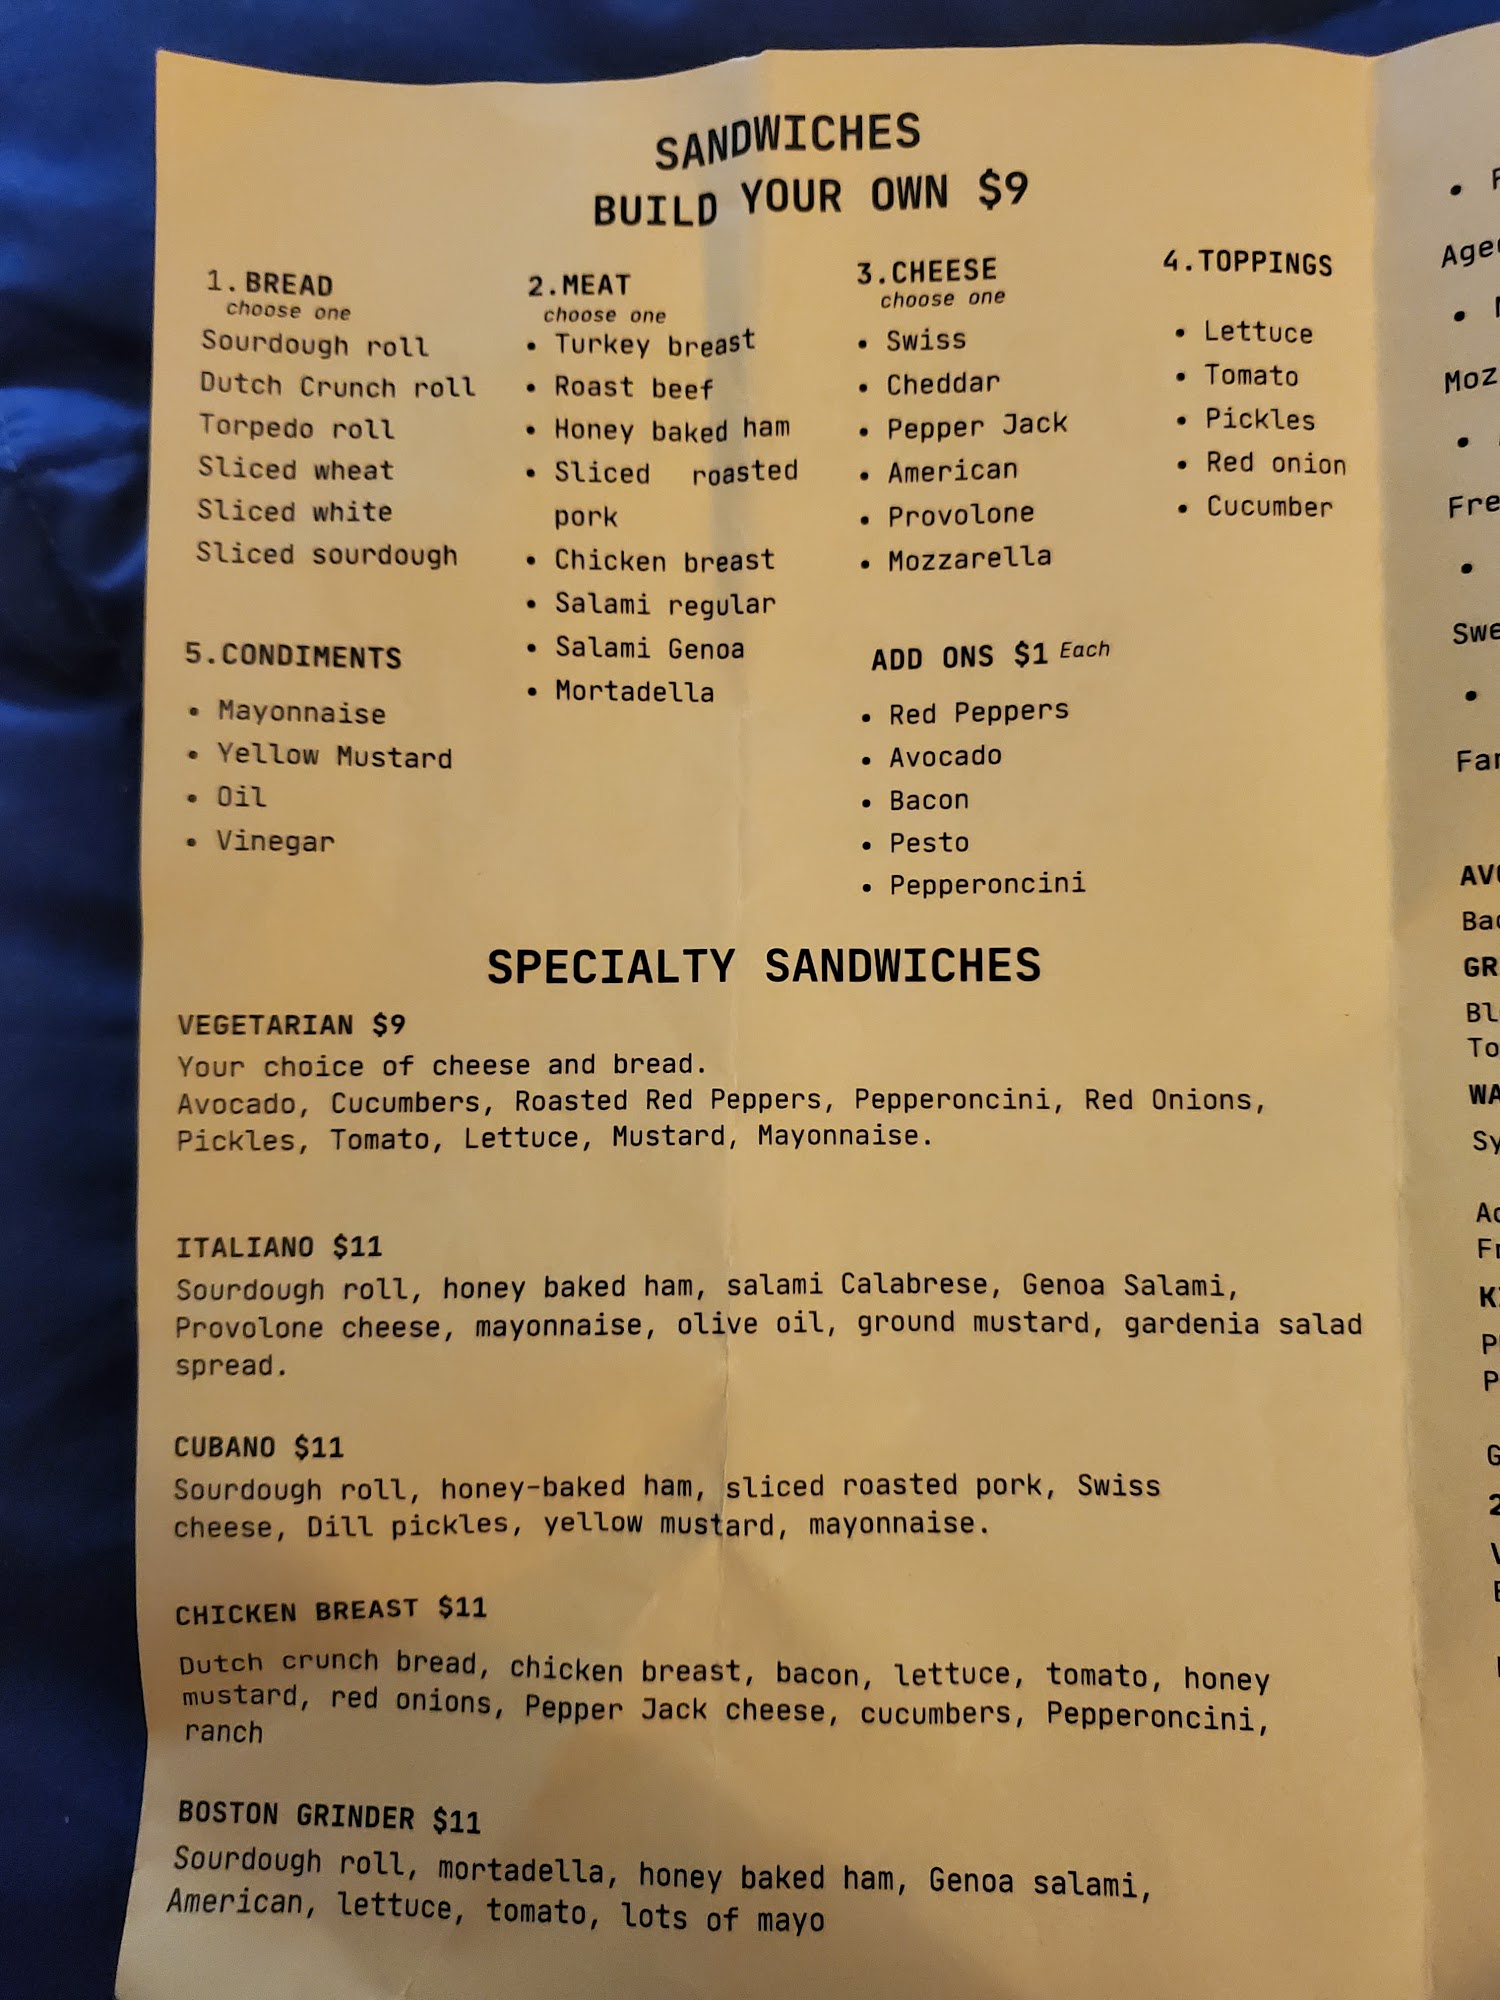 SANDWICHES
BUILD YOUR OWN $9
1.BREAD
choose one
Sourdough roll
Dutch Crunch roll
Torpedo roll
Sliced wheat
Sliced white
Sliced sourdough
2.MEAT
choose one
• Turkey breast
• Roast beef
• Honey baked ham
• Sliced roasted
pork
• Chicken breast
• Salami regular
• Salami Genoa
• Mortadella
3.CHEESE
choose one
• Swiss
• Cheddar
• Pepper Jack
• American
• Provolone
• Mozzarella
4.TOPPINGS
• Lettuce
• Tomato
• Pickles
• Red onion
• Cucumber
5.CONDIMENTS
• Mayonnaise
• Yellow Mustard
• Oil
• Vinegar
ADD ONS $1 Each
• Red Peppers
• Avocado
• Bacon
• Pesto
• Pepperoncini
SPECIALTY SANDWICHES
VEGETARIAN $9
Your choice of cheese and bread.
Avocado, Cucumbers, Roasted Red Peppers, Pepperoncini, Red Onions,
Pickles, Tomato, Lettuce, Mustard, Mayonnaise.
ITALIANO $11
Sourdough roll, honey baked ham, salami Calabrese, Genoa Salami,
Provolone cheese, mayonnaise, olive oil, ground mustard, gardenia salad
spread.
CUBANO $11
Sourdough roll, honey-baked ham, sliced roasted pork, Swiss
cheese, Dill pickles, yellow mustard, mayonnaise.
CHICKEN BREAST $11
Dutch crunch bread, chicken breast, bacon, lettuce, tomato, honey
mustard, red onions, Pepper Jack cheese, cucumbers, Pepperoncini,
ranch
BOSTON GRINDER $11
Sourdough roll, mortadella, honey baked ham, Genoa salami,
American, lettuce, tomato, lots of mayo